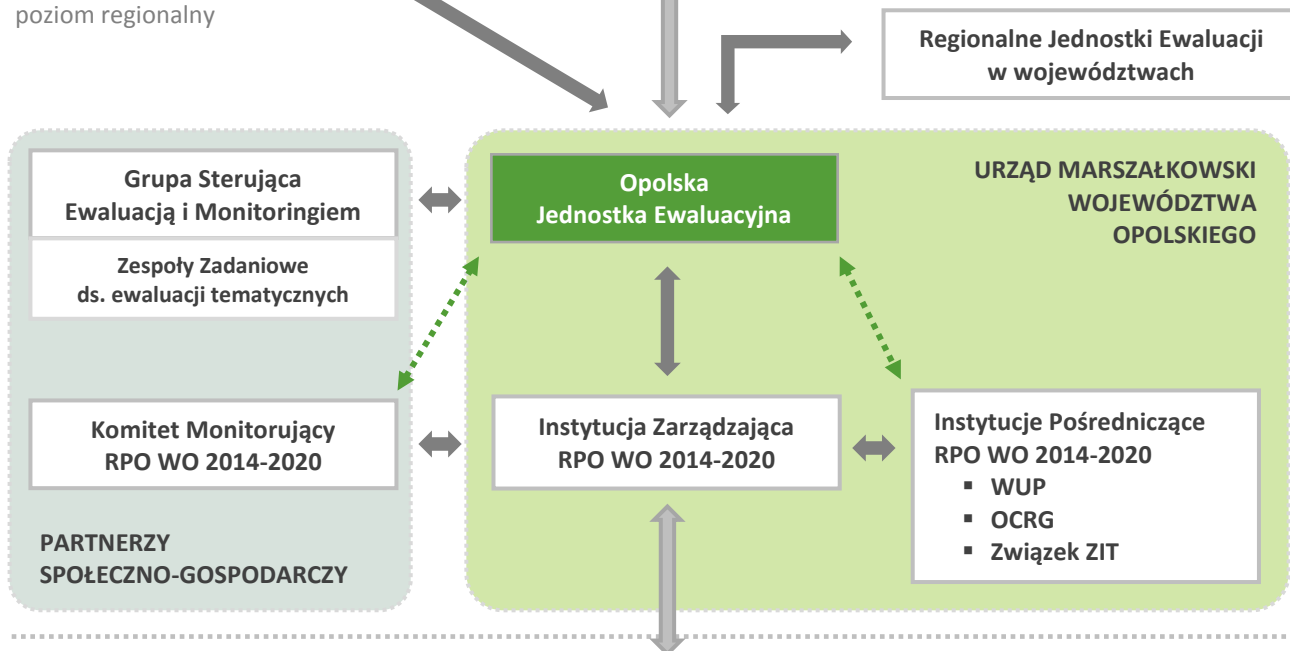 poziom regionalny
Regionalne Jednostki Ewaluacji
w województwach
Grupa Sterująca
Ewaluacją i Monitoringiem
Zespoły Zadaniowe
ds. ewaluacji tematycznych
Opolska
Jednostka Ewaluacyjna
URZĄD MARSZAŁKOWSKI
WOJEWÓDZTWA
OPOLSKIEGO
Komitet Monitorujący
RPO WO 2014-2020
Instytucja Zarządzająca
RPO WO 2014-2020
Instytucje Pośredniczące
RPO WO 2014-2020
▪ WUP
▪ OCRG
▪ Związek ZIT
PARTNERZY
SPOŁECZNO-GOSPODARCZY